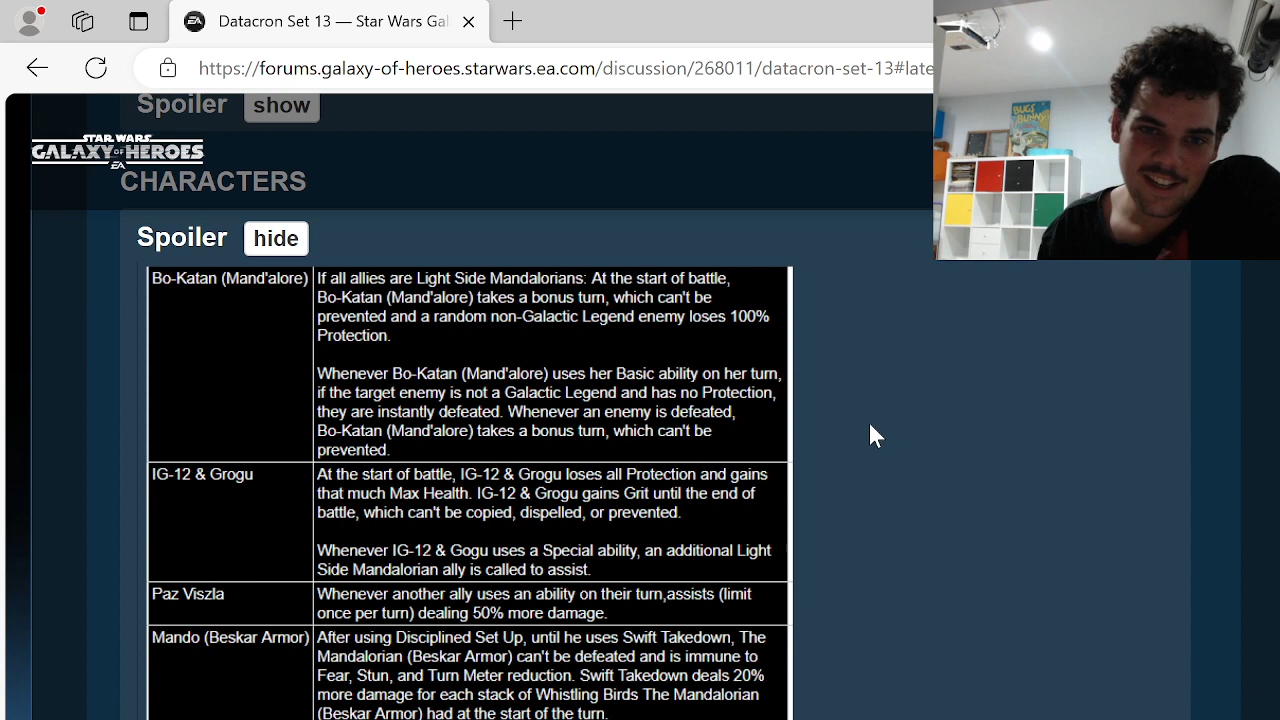 Datacron Set 13 — Star Wars Gal
https://forums.galaxy-of-heroes.starwars.ea.com/discussion/268011/datacron-set-13#late
Spoiler show
STAR WARS
GALAXY OF HEROES
EA
CHARACTERS
Spoiler hide
Bo-Katan (Mand'alore)
If all allies are Light Side Mandalorians: At the start of battle,
Bo-Katan (Mand'alore) takes a bonus turn, which can't be
prevented and a random non-Galactic Legend enemy loses 100%
Protection.
Whenever Bo-Katan (Mand'alore) uses her Basic ability on her turn,
if the target enemy is not a Galactic Legend and has no Protection,
they are instantly defeated. Whenever an enemy is defeated,
Bo-Katan (Mand'alore) takes a bonus turn, which can't be
prevented.
IG-12 & Grogu
At the start of battle, IG-12 & Grogu loses all Protection and gains
that much Max Health. IG-12 & Grogu gains Grit until the end of
battle, which can't be copied, dispelled, or prevented.
Whenever IG-12 & Gogu uses a Special ability, an additional Light
Side Mandalorian ally is called to assist.
Paz Viszla
Whenever another ally uses an ability on their turn,assists (limit
once per turn) dealing 50% more damage.
Mando (Beskar Armor)
After using Disciplined Set Up, until he uses Swift Takedown, The
Mandalorian (Beskar Armor) can't be defeated and is immune to
Fear, Stun, and Turn Meter reduction. Swift Takedown deals 20%
more damage for each stack of Whistling Birds The Mandalorian
(Beskar Armor) had at the start of the turn.
BUGS
BUNNY